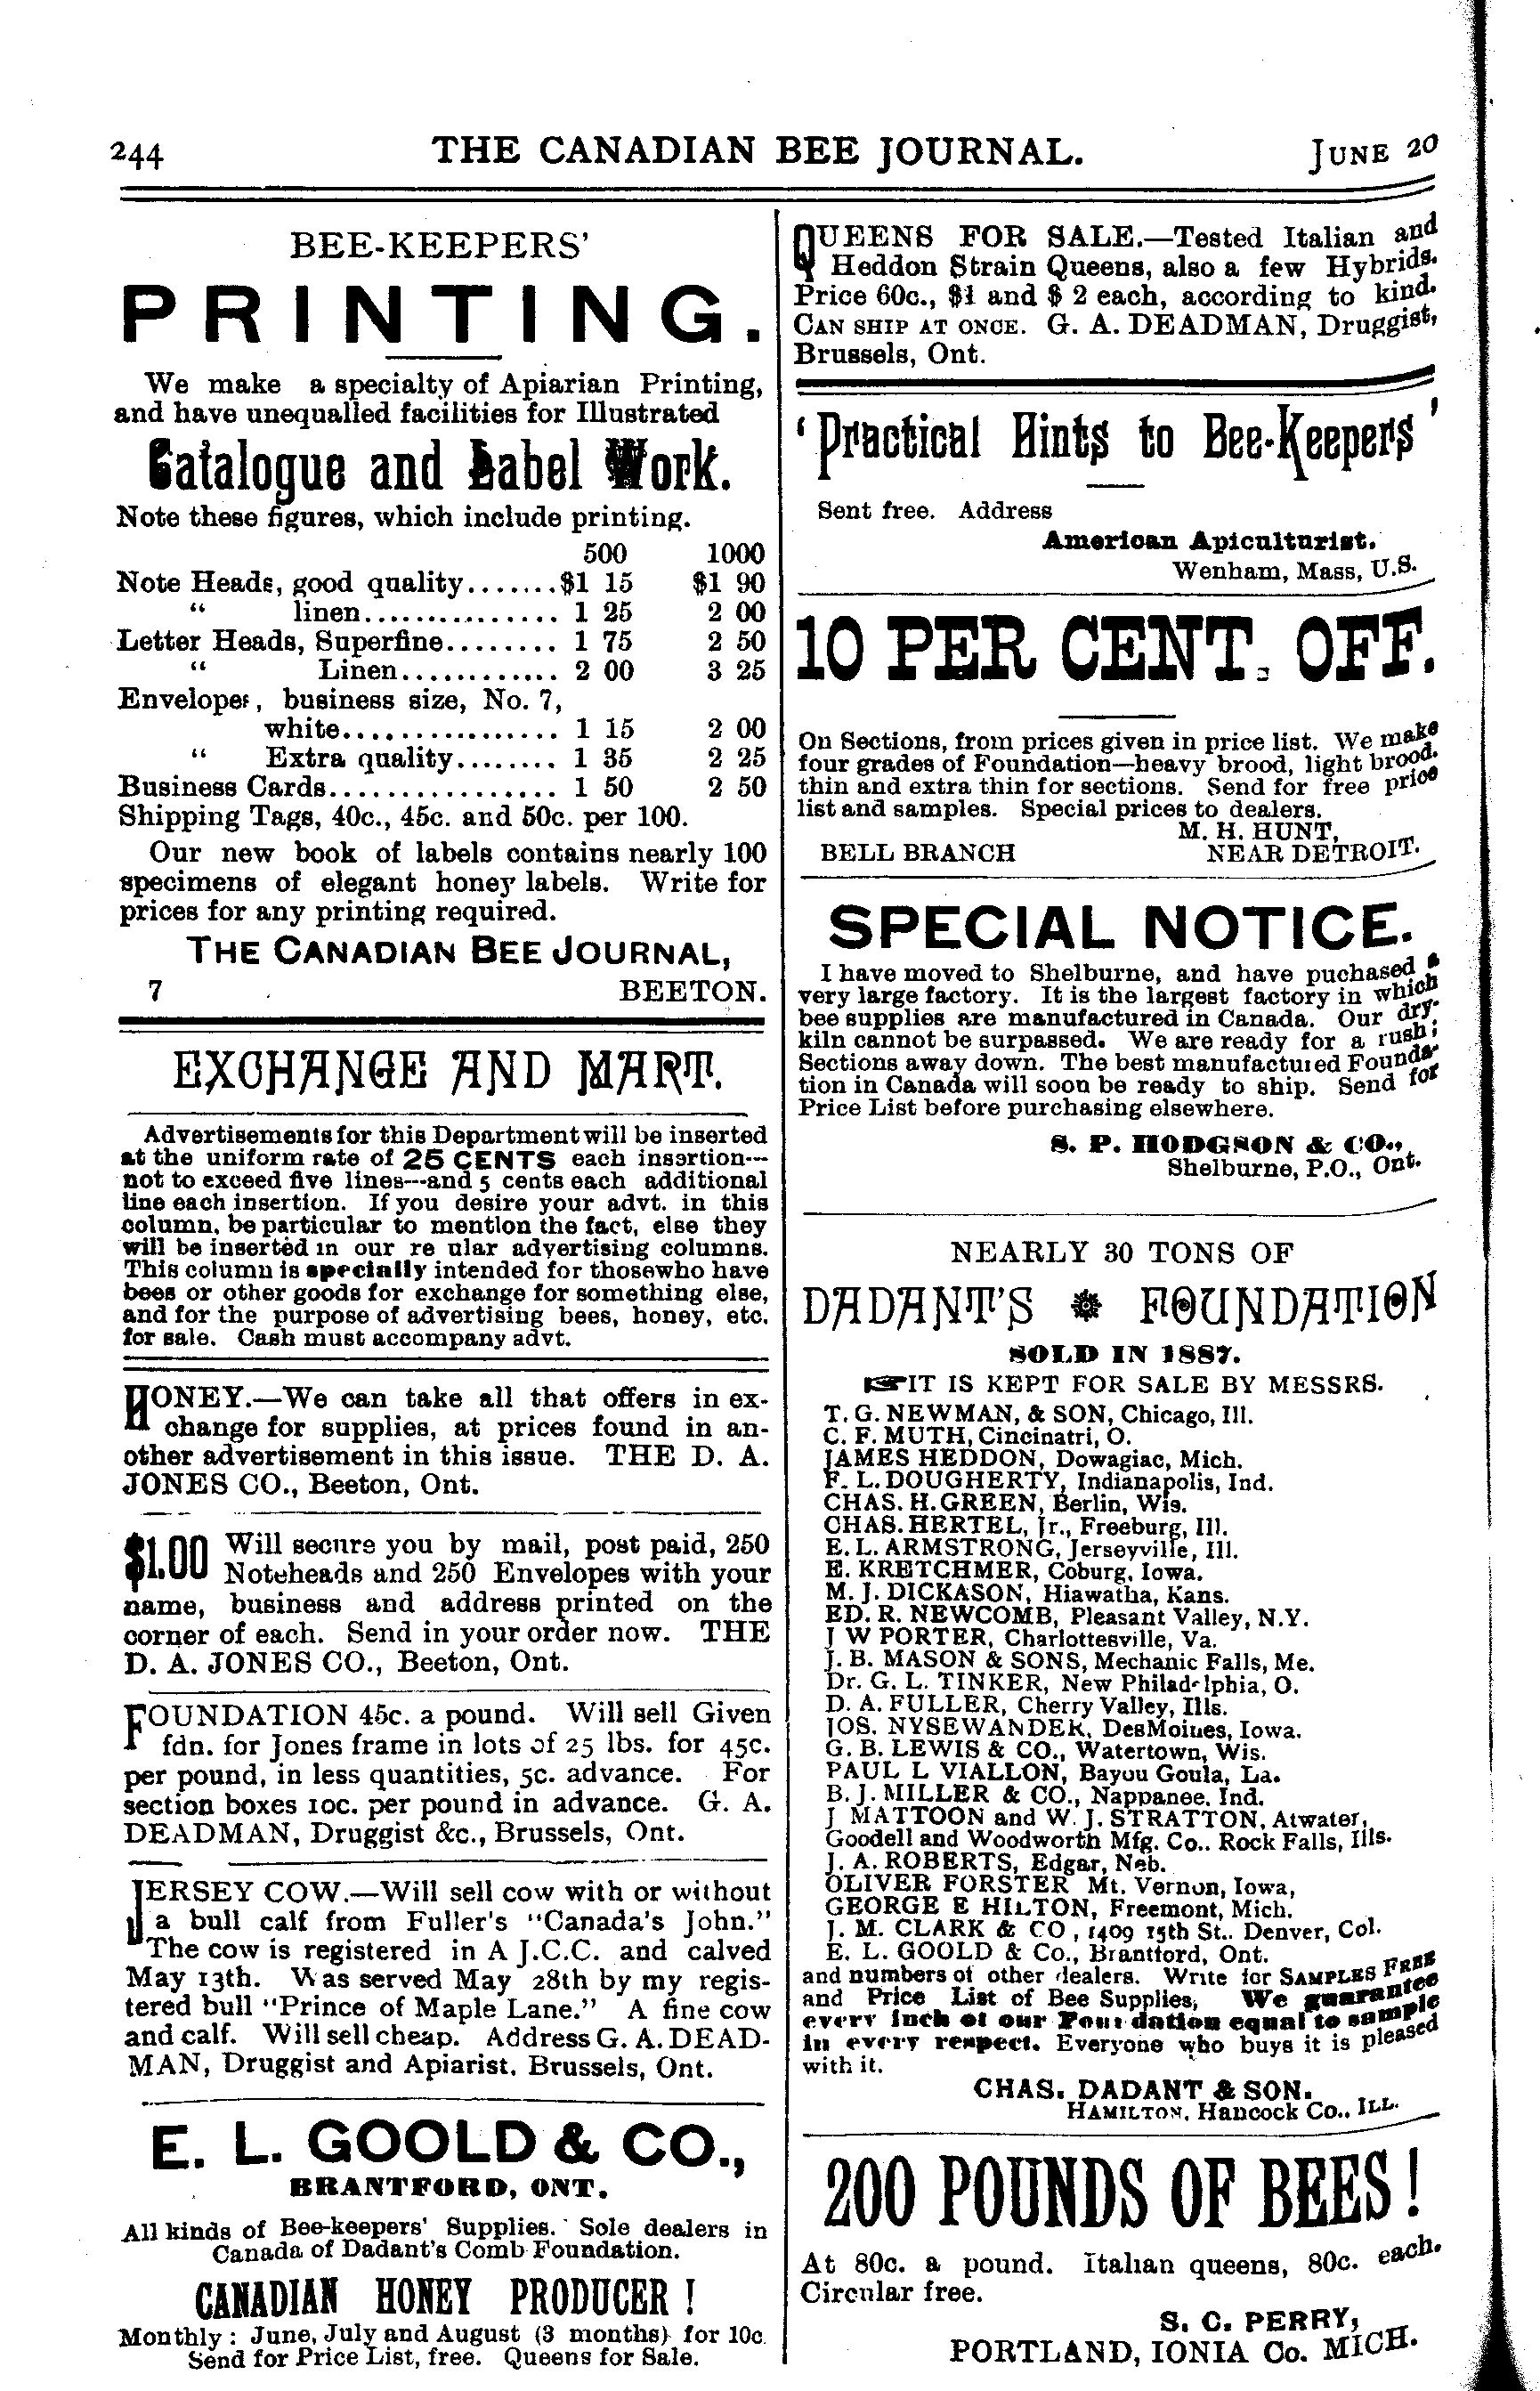 244 THE CANADIAN BEE JOURNAL. JUNE 20
BEE-KEEPERS'
PRINTING.
We make a specialty of Apiarian Printing,
and have unequalled facilities for Illustrated
Catalogue and Label Work.
Note these figures, which include printing.
500 1000
Note Heads, good quality.......$1 15 $1 90
“ linen............... 1 25 2 00
Letter Heads, Superfine........ 1 75 2 50
“ Linen............ 2 00 3 25
Envelopes, business size, No. 7,
white................ 1 15 2 00
“ Extra quality........ 1 35 2 25
Business Cards................ 1 50 2 50
Shipping Tags, 40c., 45c. and 50c. per 100.
Our new book of labels contains nearly 100
specimens of elegant honey labels. Write for
prices for any printing required.
THE CANADIAN BEE JOURNAL,
7 BEETON.
EXCHANGE AND MART.
Advertisements for this Department will be inserted
at the uniform rate of 25 CENTS each insertion—
not to exceed five lines—and 5 cents each additional
line each insertion. If you desire your advt. in this
column, be particular to mention the fact, else they
will be inserted in our re ular advertising columns.
This column is specially intended for those who have
bees or other goods for exchange for something else,
and for the purpose of advertising bees, honey, etc.
for sale. Cash must accompany advt.
HONEY.—We can take all that offers in ex-
change for supplies, at prices found in an-
other advertisement in this issue. THE D. A.
JONES CO., Beeton, Ont.
$1.00 Will secure you by mail, post paid, 250
Noteheads and 250 Envelopes with your
name, business and address printed on the
corner of each. Send in your order now. THE
D. A. JONES CO., Beeton, Ont.
FOUNDATION 45c. a pound. Will sell Given
fdn. for Jones frame in lots of 25 lbs. for 45c.
per pound, in less quantities, 5c. advance. For
section boxes 10c. per pound in advance. G. A.
DEADMAN, Druggist &c., Brussels, Ont.
JERSEY COW.—Will sell cow with or without
a bull calf from Fuller's "Canada's John."
The cow is registered in A J.C.C. and calved
May 13th. Was served May 28th by my regis-
tered bull "Prince of Maple Lane." A fine cow
and calf. Will sell cheap. Address G. A. DEAD-
MAN, Druggist and Apiarist, Brussels, Ont.
E. L. GOOLD & CO.,
BRANTFORD, ONT.
All kinds of Bee-keepers' Supplies. Sole dealers in
Canada of Dadant's Comb Foundation.
CANADIAN HONEY PRODUCER!
Monthly: June, July and August (3 months) for 10c
Send for Price List, free. Queens for Sale.
QUEENS FOR SALE.—Tested Italian and
Heddon Strain Queens, also a few Hybrids.
Price 60c., $1 and $2 each, according to kind.
CAN SHIP AT ONCE. G. A. DEADMAN, Druggist,
Brussels, Ont.
'Practical Hints to Bee-Keepers'
Sent free. Address
American Apiculturist.
Wenham, Mass, U.S.
10 PER CENT. OFF.
On Sections, from prices given in price list. We make
four grades of Foundation—heavy brood, light brood.
thin and extra thin for sections. Send for free price
list and samples. Special prices to dealers.
M. H. HUNT,
BELL BRANCH NEAR DETROIT.
SPECIAL NOTICE.
I have moved to Shelburne, and have puchased a
very large factory. It is the largest factory in which
bee supplies are manufactured in Canada. Our dry-
kiln cannot be surpassed. We are ready for a rush;
Sections away down. The best manufactured Founda-
tion in Canada will soon be ready to ship. Send for
Price List before purchasing elsewhere.
S. P. HODGSON & CO.,
Shelburne, P.O., Ont.
NEARLY 30 TONS OF
DADANT'S FOUNDATION
SOLD IN 1887.
☞IT IS KEPT FOR SALE BY MESSRS.
T. G. NEWMAN, & SON, Chicago, Ill.
C. F. MUTH, Cincinatri, O.
JAMES HEDDON, Dowagiac, Mich.
F. L. DOUGHERTY, Indianapolis, Ind.
CHAS. H. GREEN, Berlin, Wis.
CHAS. HERTEL, Jr., Freeburg, Ill.
E. L. ARMSTRONG, Jerseyville, Ill.
E. KRETCHMER, Coburg, Iowa.
M. J. DICKASON, Hiawatha, Kans.
ED. R. NEWCOMB, Pleasant Valley, N.Y.
J W PORTER, Charlottesville, Va.
J. B. MASON & SONS, Mechanic Falls, Me.
Dr. G. L. TINKER, New Philadelphia, O.
D. A. FULLER, Cherry Valley, Ills.
JOS. NYSEWANDER, DesMoines, Iowa.
G. B. LEWIS & CO., Watertown, Wis.
PAUL L VIALLON, Bayou Goula, La.
B. J. MILLER & CO., Nappanee, Ind.
J MATTOON and W. J. STRATTON, Atwater,
Goodell and Woodworth Mfg. Co.. Rock Falls, Ills.
J. A. ROBERTS, Edgar, Neb.
OLIVER FORSTER Mt. Vernon, Iowa,
GEORGE E HILTON, Freemont, Mich.
J. M. CLARK & CO, 1409 15th St.. Denver, Col.
E. L. GOOLD & Co., Brantford, Ont.
and numbers of other dealers. Write for SAMPLES FREE
and Price List of Bee Supplies, We guarantee
every inch of our Foundation equal to sample
in every respect. Everyone who buys it is pleased
with it.
CHAS. DADANT & SON.
HAMILTON, Hancock Co., ILL.
200 POUNDS OF BEES!
At 80c. a pound. Italian queens, 80c. each.
Circular free.
S. C. PERRY,
PORTLAND, IONIA Co. MICH.